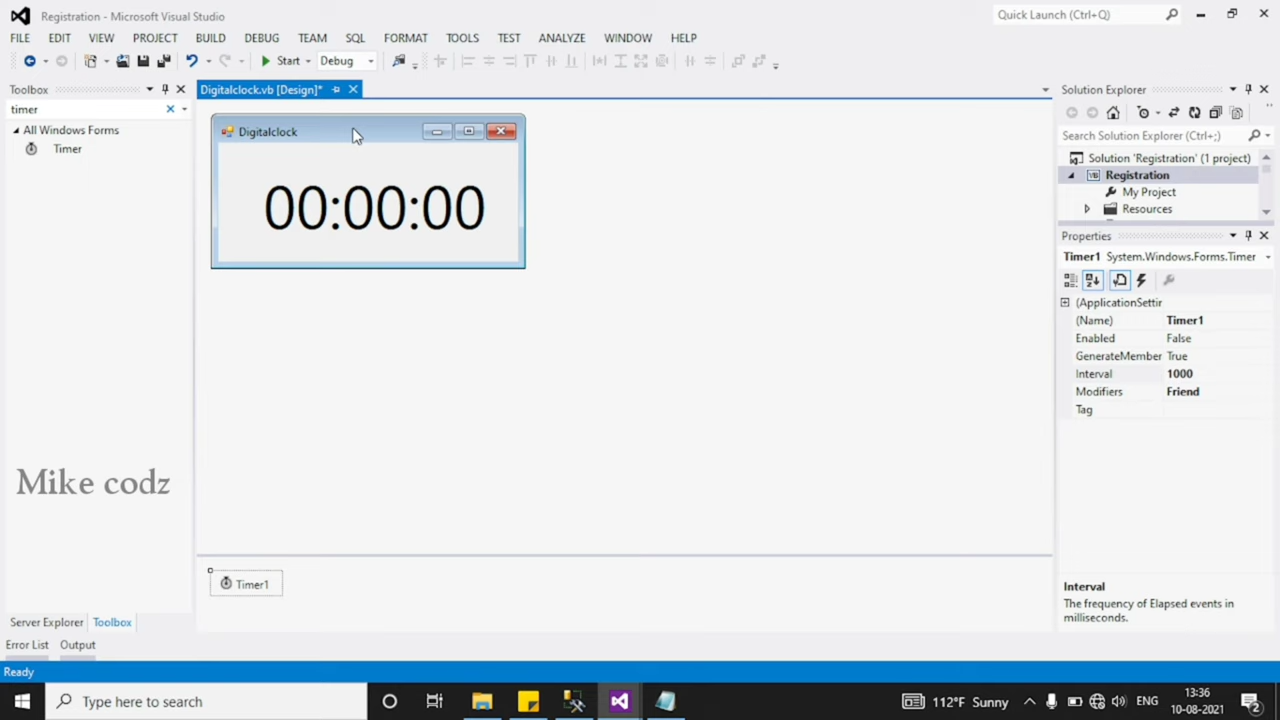 Registration - Microsoft Visual Studio
Quick Launch (Ctrl+Q)
FILE EDIT VIEW PROJECT BUILD DEBUG TEAM SQL FORMAT TOOLS TEST ANALYZE WINDOW HELP
Start Debug
Toolbox
Digitalclock.vb [Design]*
Solution Explorer
timer
All Windows Forms
Timer
Digitalclock
00:00:00
Search Solution Explorer (Ctrl+;)
Solution 'Registration' (1 project)
VB Registration
My Project
Resources
Properties
Timer1 System.Windows.Forms.Timer
(ApplicationSettir
(Name) Timer1
Enabled False
GenerateMember True
Interval 1000
Modifiers Friend
Tag
Mike codz
Timer1
Interval
The frequency of Elapsed events in
milliseconds.
Server Explorer Toolbox
Error List Output
Ready
Type here to search
112°F Sunny
ENG
13:36
10-08-2021
2